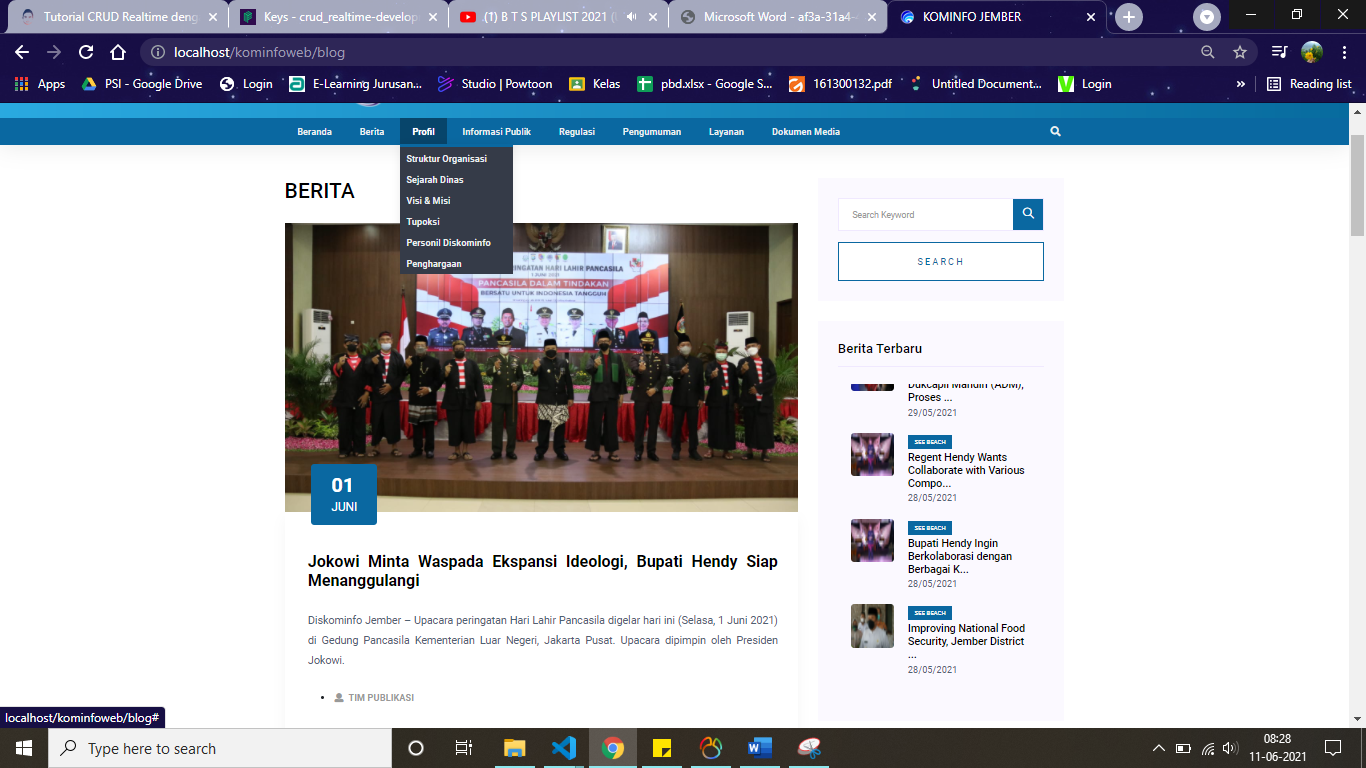 Tutorial CRUD Realtime deng
Keys - crud_realtime-develop
B T S PLAYLIST 2021
Microsoft Word - af3a-31a4-
KOMINFO JEMBER
localhost/kominfoweb/blog
Apps
PSI - Google Drive
Login
E-Learning Jurusan...
Studio | Powtoon
Kelas
pbd.xlsx - Google S...
161300132.pdf
Untitled Document...
Login
»
Reading list
Beranda
Berita
Profil
Informasi Publik
Regulasi
Pengumuman
Layanan
Dokumen Media
Struktur Organisasi
Sejarah Dinas
Visi & Misi
Tupoksi
Personil Diskominfo
Penghargaan
BERITA
PERINGATAN HARI LAHIR PANCASILA
1 JUNI 2021
PANCASILA DALAM TINDAKAN
BERSATU UNTUK INDONESIA TANGGUH
01
JUNI
Jokowi Minta Waspada Ekspansi Ideologi, Bupati Hendy Siap
Menanggulangi
Diskominfo Jember – Upacara peringatan Hari Lahir Pancasila digelar hari ini (Selasa, 1 Juni 2021)
di Gedung Pancasila Kementerian Luar Negeri, Jakarta Pusat. Upacara dipimpin oleh Presiden
Jokowi.
TIM PUBLIKASI
Search Keyword
SEARCH
Berita Terbaru
Dukcapil Mandiri (ADM),
Proses ...
29/05/2021
SEE BEACH
Regent Hendy Wants
Collaborate with Various
Compo...
28/05/2021
SEE BEACH
Bupati Hendy Ingin
Berkolaborasi dengan
Berbagai K...
28/05/2021
SEE BEACH
Improving National Food
Security, Jember District
...
28/05/2021
localhost/kominfoweb/blog#
Type here to search
08:28
11-06-2021